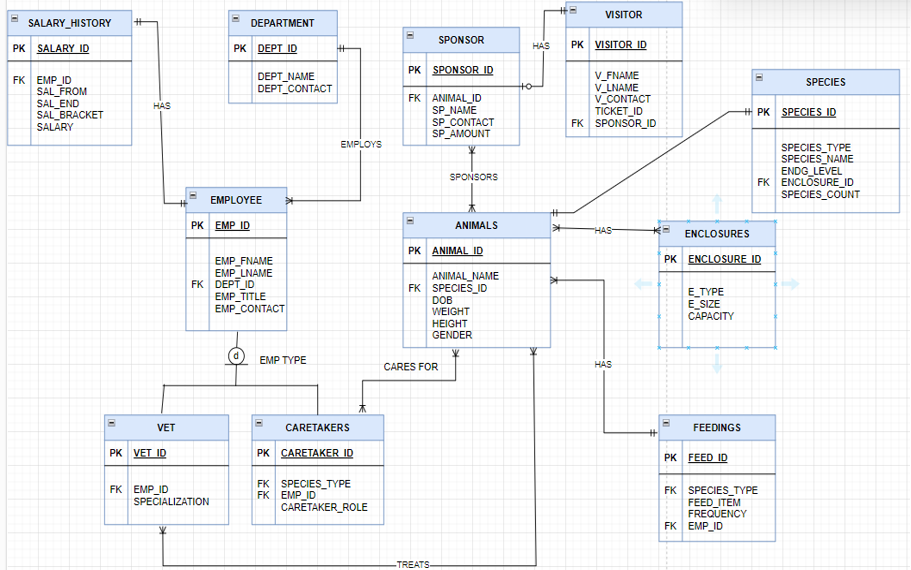 SALARY_HISTORY
PK SALARY_ID
FK EMP_ID
SAL_FROM
SAL_END
SAL_BRACKET
SALARY
DEPARTMENT
PK DEPT_ID
DEPT_NAME
DEPT_CONTACT
SPONSOR
PK SPONSOR_ID
FK ANIMAL_ID
SP_NAME
SP_CONTACT
SP_AMOUNT
HAS
VISITOR
PK VISITOR_ID
V_FNAME
V_LNAME
V_CONTACT
TICKET_ID
FK SPONSOR_ID
SPECIES
PK SPECIES_ID
SPECIES_TYPE
SPECIES_NAME
ENDG_LEVEL
FK ENCLOSURE_ID
SPECIES_COUNT
HAS
EMPLOYS
SPONSORS
EMPLOYEE
PK EMP_ID
EMP_FNAME
EMP_LNAME
FK DEPT_ID
EMP_TITLE
EMP_CONTACT
ANIMALS
PK ANIMAL_ID
ANIMAL_NAME
FK SPECIES_ID
DOB
WEIGHT
HEIGHT
GENDER
HAS
ENCLOSURES
PK ENCLOSURE_ID
E_TYPE
E_SIZE
CAPACITY
d
EMP TYPE
CARES FOR
HAS
VET
PK VET_ID
FK EMP_ID
SPECIALIZATION
CARETAKERS
PK CARETAKER_ID
FK SPECIES_TYPE
FK EMP_ID
CARETAKER_ROLE
FEEDINGS
PK FEED_ID
FK SPECIES_TYPE
FEED_ITEM
FREQUENCY
FK EMP_ID
TREATS